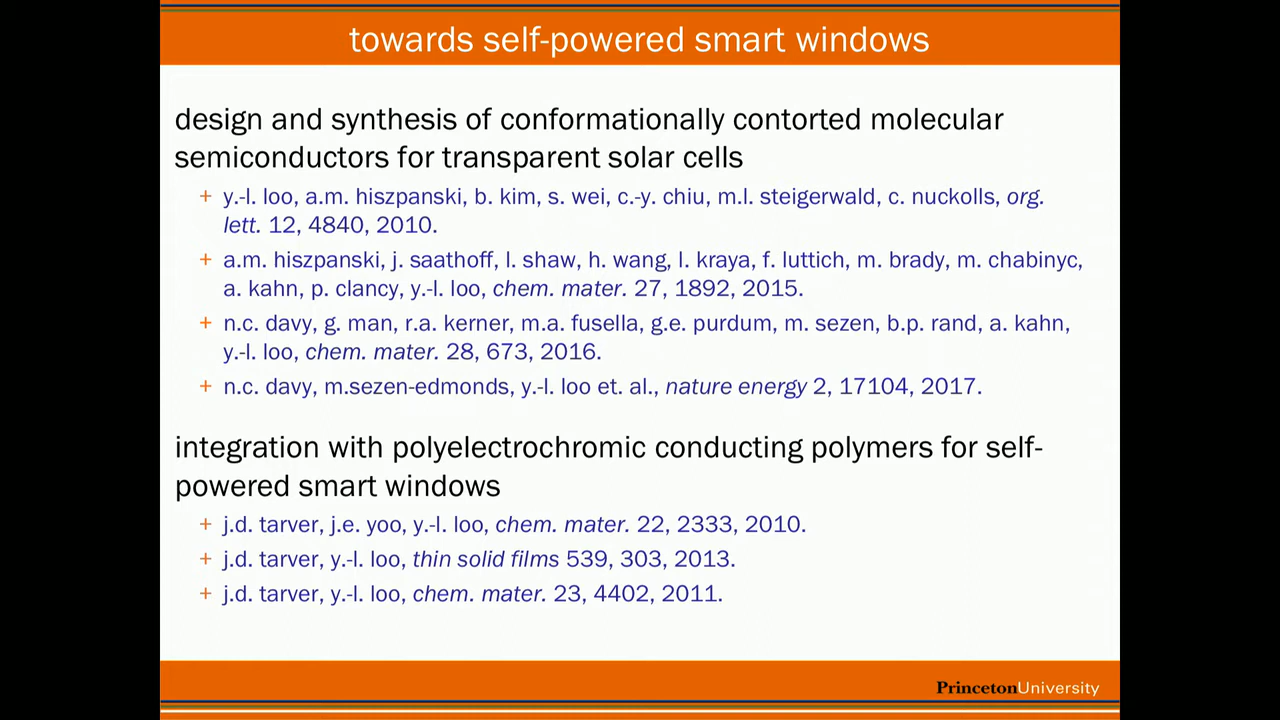 towards self-powered smart windows
design and synthesis of conformationally contorted molecular
semiconductors for transparent solar cells
+ y.-l. loo, a.m. hiszpanski, b. kim, s. wei, c.-y. chiu, m.l. steigerwald, c. nuckolls, org.
lett. 12, 4840, 2010.
+ a.m. hiszpanski, j. saathoff, l. shaw, h. wang, l. kraya, f. luttich, m. brady, m. chabinyc,
a. kahn, p. clancy, y.-l. loo, chem. mater. 27, 1892, 2015.
+ n.c. davy, g. man, r.a. kerner, m.a. fusella, g.e. purdum, m. sezen, b.p. rand, a. kahn,
y.-l. loo, chem. mater. 28, 673, 2016.
+ n.c. davy, m.sezen-edmonds, y.-l. loo et. al., nature energy 2, 17104, 2017.
integration with polyelectrochromic conducting polymers for self-
powered smart windows
+ j.d. tarver, j.e. yoo, y.-l. loo, chem. mater. 22, 2333, 2010.
+ j.d. tarver, y.-l. loo, thin solid films 539, 303, 2013.
+ j.d. tarver, y.-l. loo, chem. mater. 23, 4402, 2011.
PrincetonUniversity